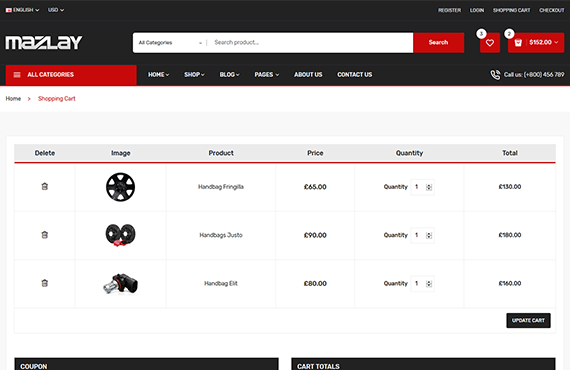 ENGLISH USD REGISTER LOGIN SHOPPING CART CHECKOUT
MAZLAY All Categories Search product... Search 3 2 $152.00
ALL CATEGORIES HOME SHOP BLOG PAGES ABOUT US CONTACT US Call us: (+800) 456 789
Home > Shopping Cart
Delete Image Product Price Quantity Total
Handbag Fringilla £65.00 Quantity 1 £130.00
Handbags Justo £90.00 Quantity 1 £180.00
Handbag Elit £80.00 Quantity 1 £160.00
UPDATE CART
COUPON CART TOTALS